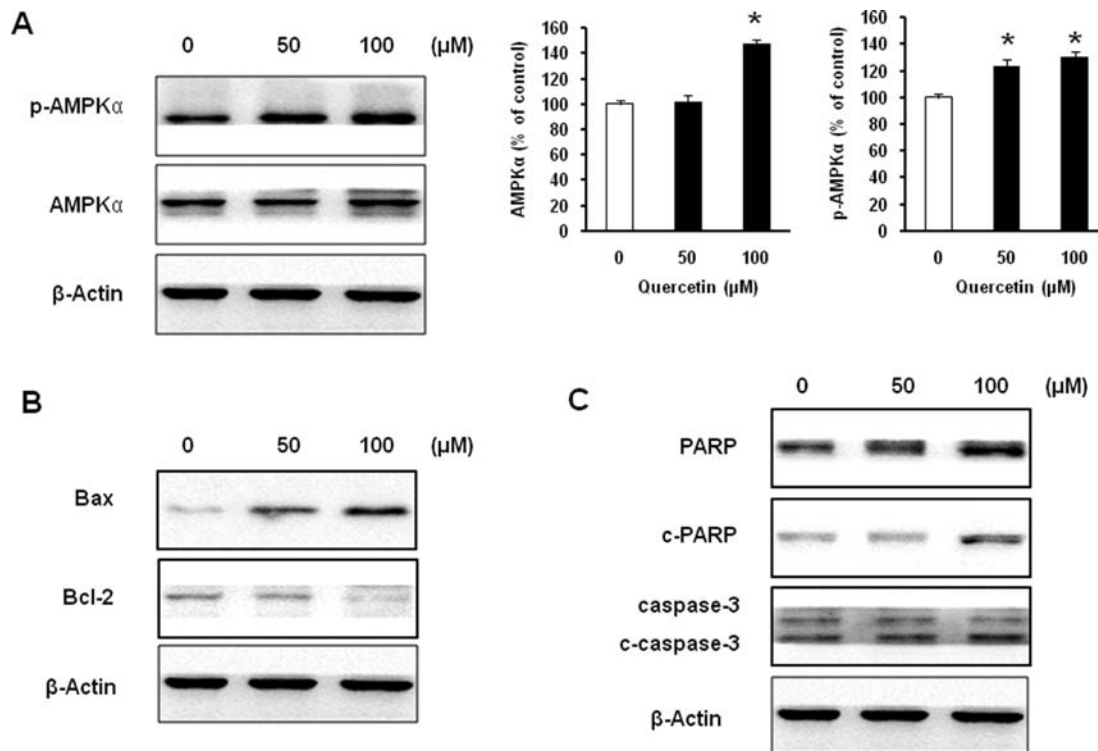 A
0 50 100 (µM)
p-AMPKα
AMPKα
β-Actin
AMPKα (% of control)
160
140
120
100
80
60
40
20
0
*
0 50 100
Quercetin (µM)
p-AMPKα (% of control)
160
140
120
100
80
60
40
20
0
* *
0 50 100
Quercetin (µM)
B
0 50 100 (µM)
Bax
Bcl-2
β-Actin
C
0 50 100 (µM)
PARP
c-PARP
caspase-3
c-caspase-3
β-Actin